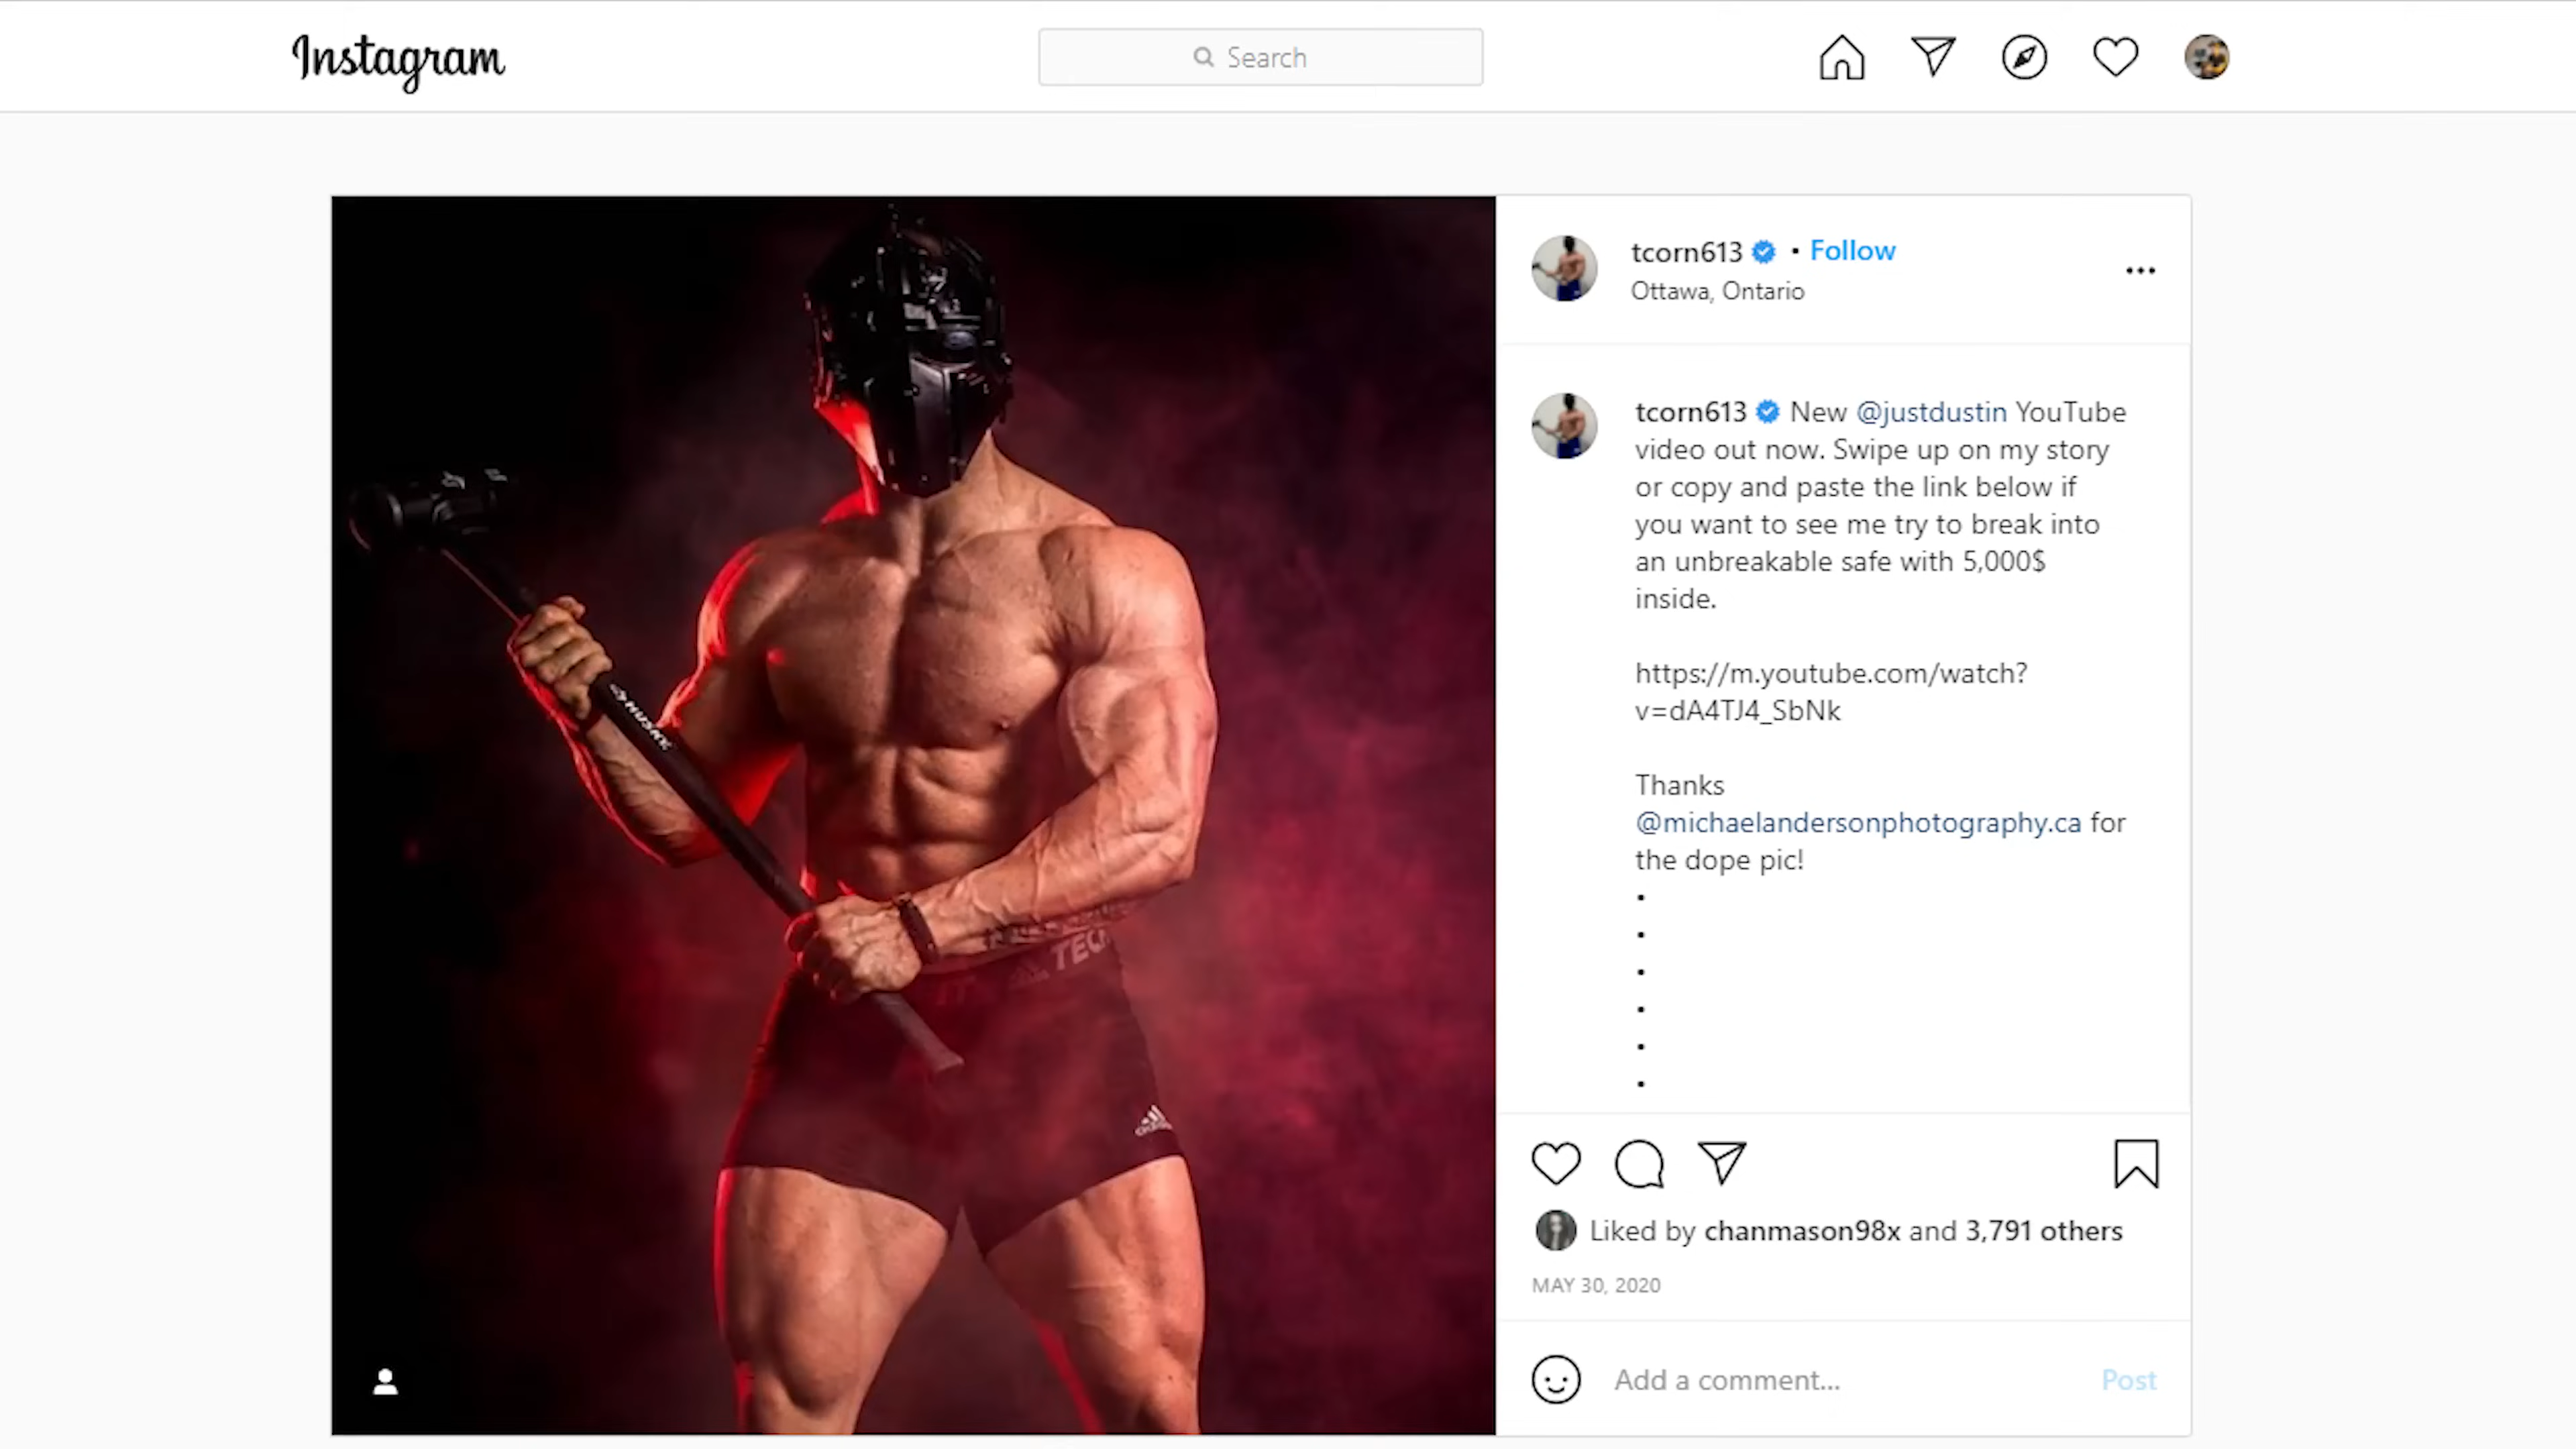 Instagram
Search
HUSKY
TECH
adidas
tcorn613 • Follow
Ottawa, Ontario
tcorn613 New @justdustin YouTube
video out now. Swipe up on my story
or copy and paste the link below if
you want to see me try to break into
an unbreakable safe with 5,000$
inside.
https://m.youtube.com/watch?
v=dA4TJ4_SbNk
Thanks
@michaelandersonphotography.ca for
the dope pic!
.
.
.
.
.
.
Liked by chanmason98x and 3,791 others
MAY 30, 2020
Add a comment...
Post